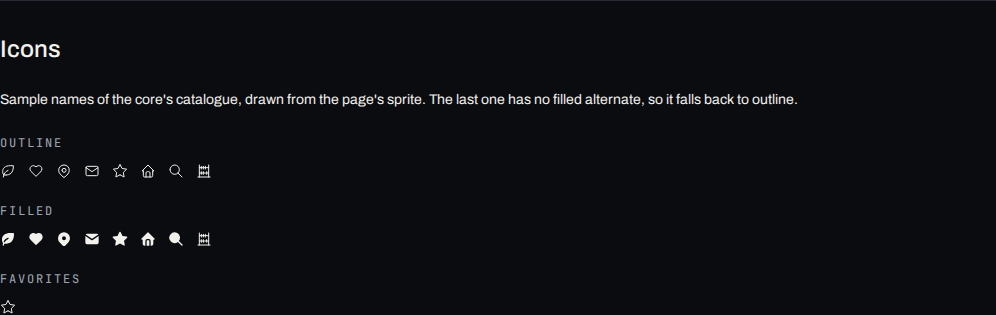 Icons
Sample names of the core's catalogue, drawn from the page's sprite. The last one has no filled alternate, so it falls back to outline.
OUTLINE
FILLED
FAVORITES